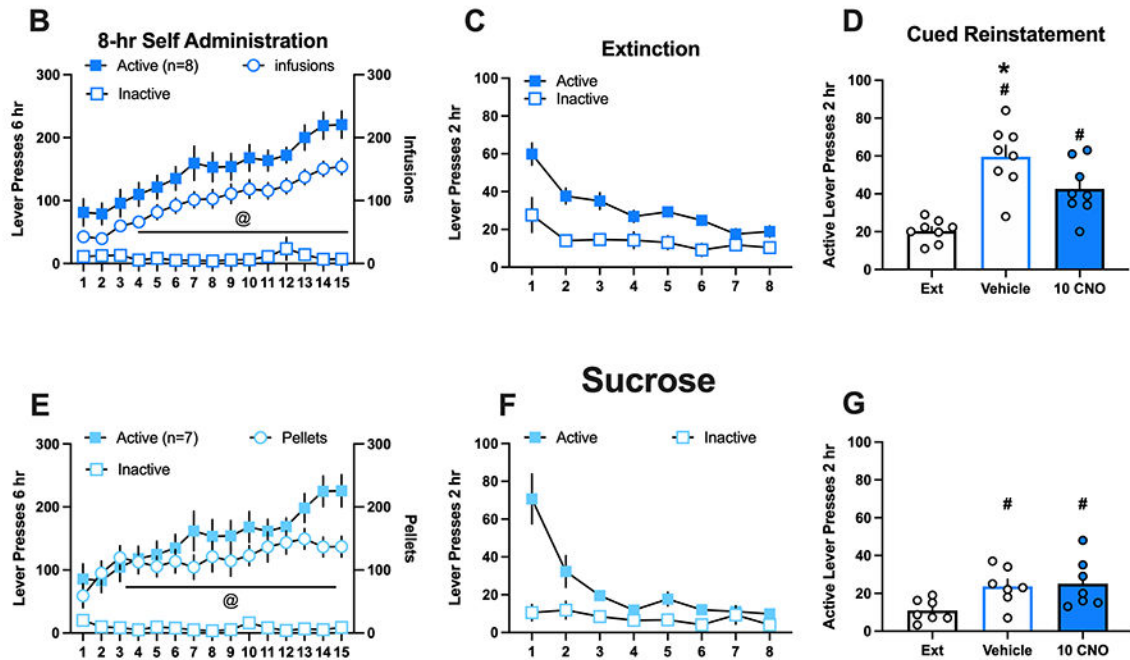 B
8-hr Self Administration
Active (n=8)
infusions
Inactive
Lever Presses 6 hr
Infusions
300
200
100
0
300
200
100
0
@
1 2 3 4 5 6 7 8 9 10 11 12 13 14 15
C
Extinction
Active
Inactive
Lever Presses 2 hr
100
80
60
40
20
0
1 2 3 4 5 6 7 8
D
Cued Reinstatement
Active Lever Presses 2 hr
100
80
60
40
20
0
*
#
#
Ext Vehicle 10 CNO
Sucrose
E
Active (n=7)
Pellets
Inactive
Lever Presses 6 hr
Pellets
300
200
100
0
300
200
100
0
@
1 2 3 4 5 6 7 8 9 10 11 12 13 14 15
F
Active
Inactive
Lever Presses 2 hr
100
80
60
40
20
0
1 2 3 4 5 6 7 8
G
Active Lever Presses 2 hr
100
80
60
40
20
0
#
#
Ext Vehicle 10 CNO